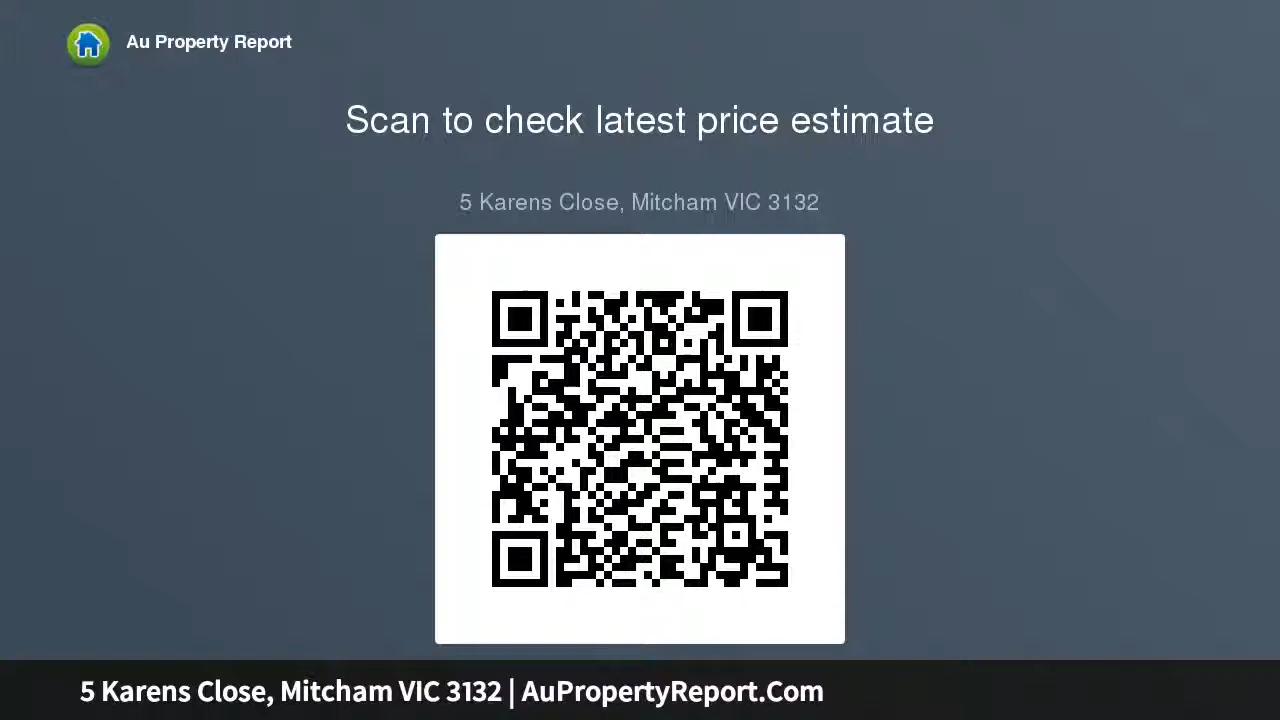 Au Property Report
Scan to check latest price estimate
5 Karens Close, Mitcham VIC 3132
5 Karens Close, Mitcham VIC 3132 | AuPropertyReport.Com